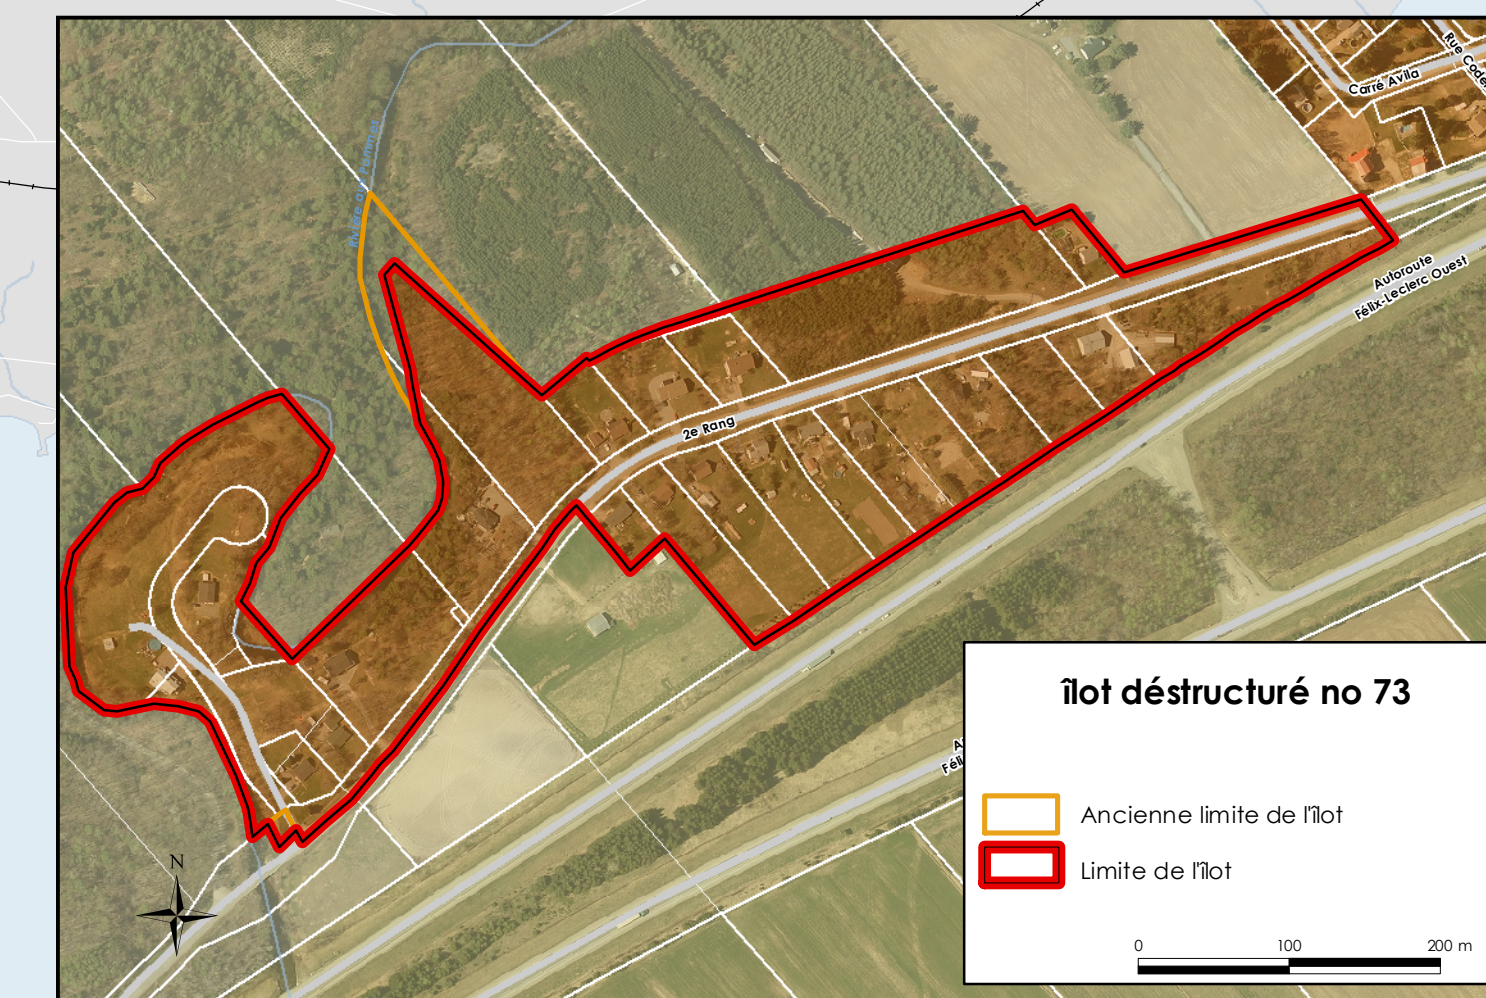 Rue Code
Carré Avila
Rivière aux Pommes
Autoroute
Félix-Leclerc Ouest
2e Rang
A
Féli
N
îlot déstructuré no 73
Ancienne limite de l'îlot
Limite de l'îlot
0 100 200 m